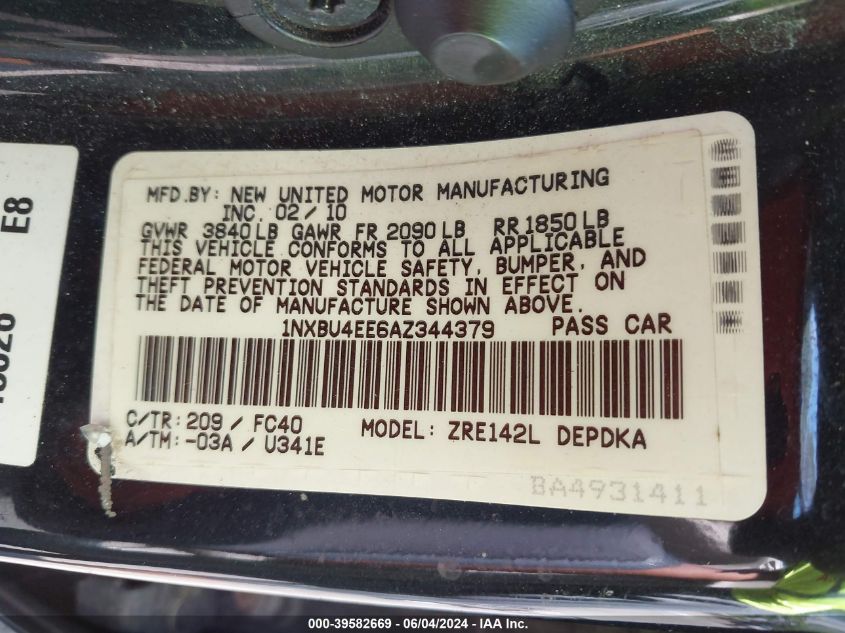 MFD.BY: NEW UNITED MOTOR MANUFACTURING
INC. 02/10
GVWR 3840LB GAWR FR 2090LB RR1850LB
THIS VEHICLE CONFORMS TO ALL APPLICABLE
FEDERAL MOTOR VEHICLE SAFETY, BUMPER, AND
THEFT PREVENTION STANDARDS IN EFFECT ON
THE DATE OF MANUFACTURE SHOWN ABOVE.
1NXBU4EE6AZ344379 PASS CAR
C/TR: 209 / FC40 MODEL: ZRE142L DEPDKA
A/TM: -03A / U341E
BA4931411
E8
000-39582669 - 06/04/2024 - IAA Inc.